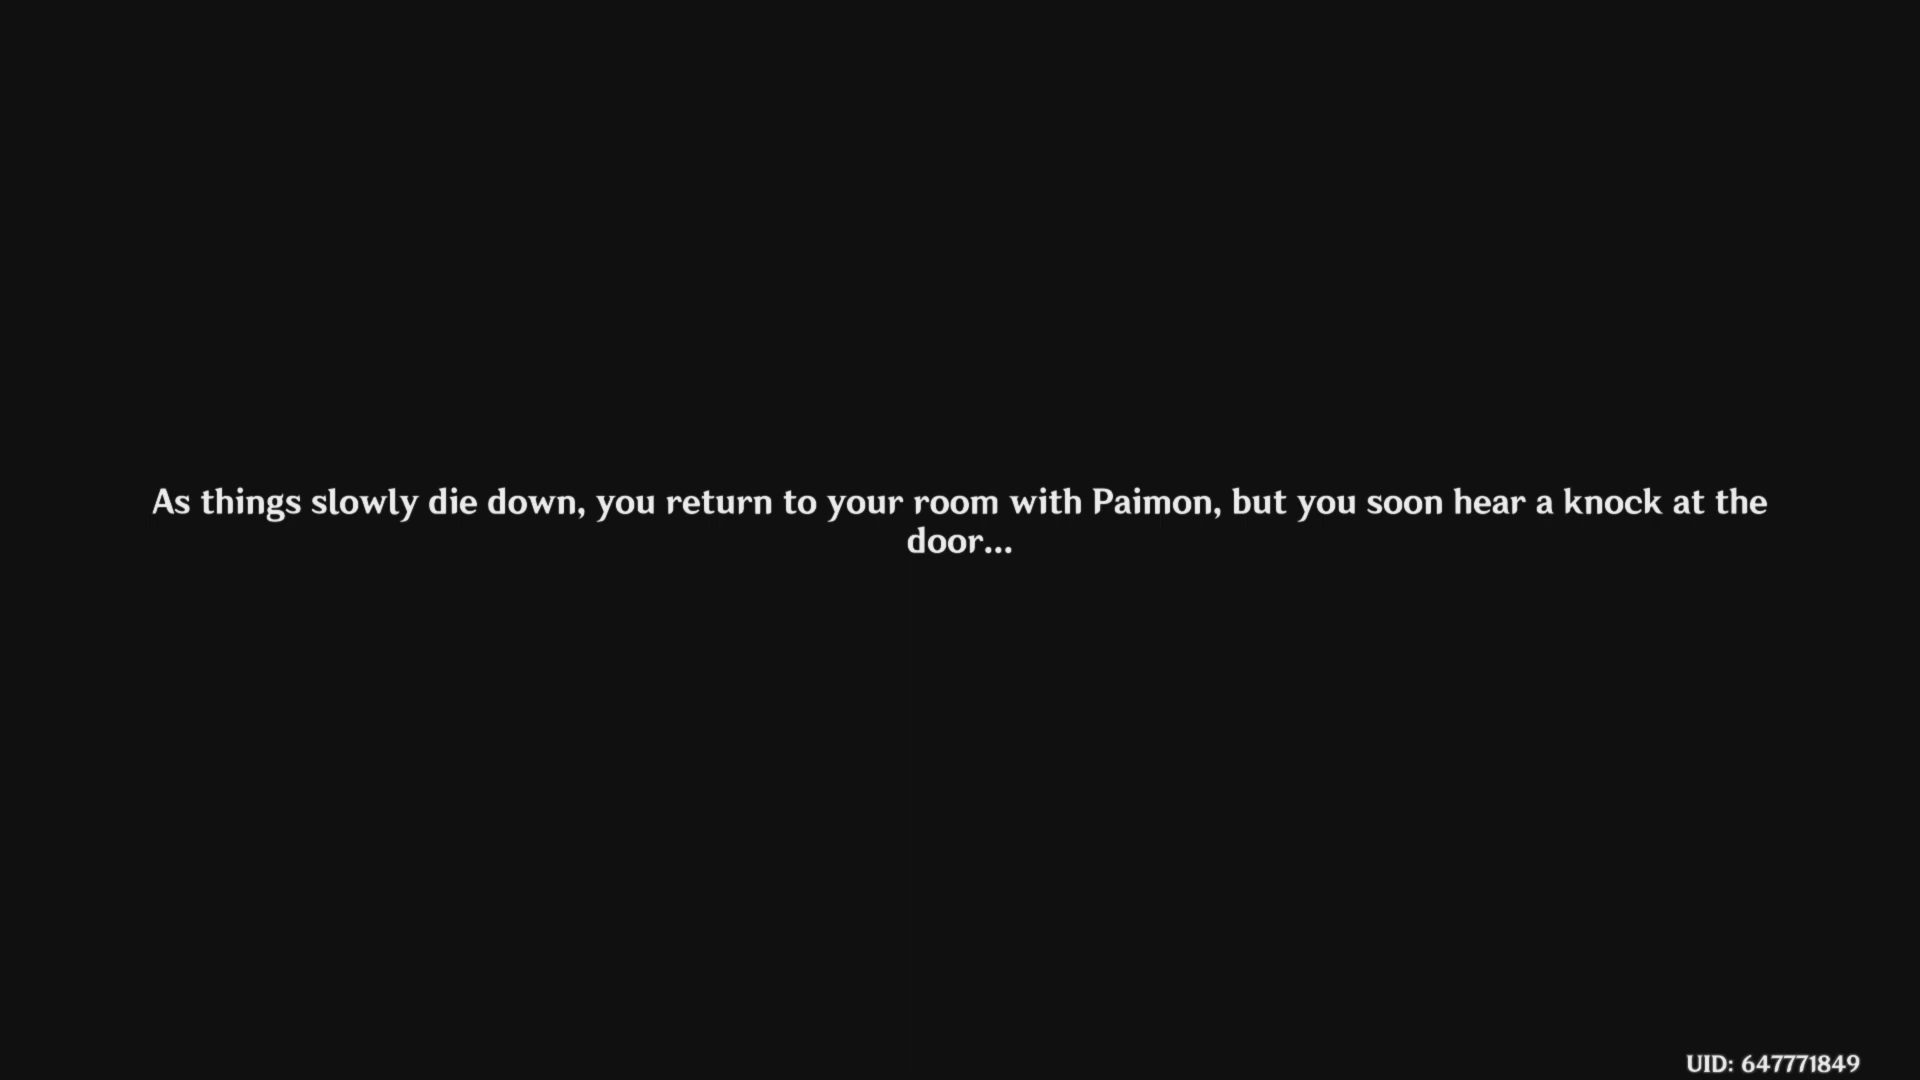 As things slowly die down, you return to your room with Paimon, but you soon hear a knock at the
door...
UID: 647771849